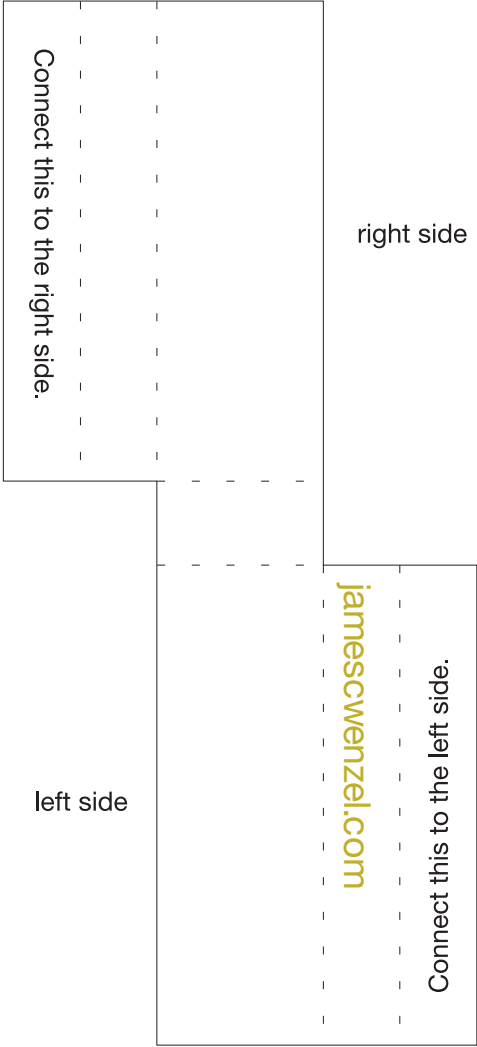 Connect this to the right side.
right side
jamescwenzel.com
Connect this to the left side.
left side